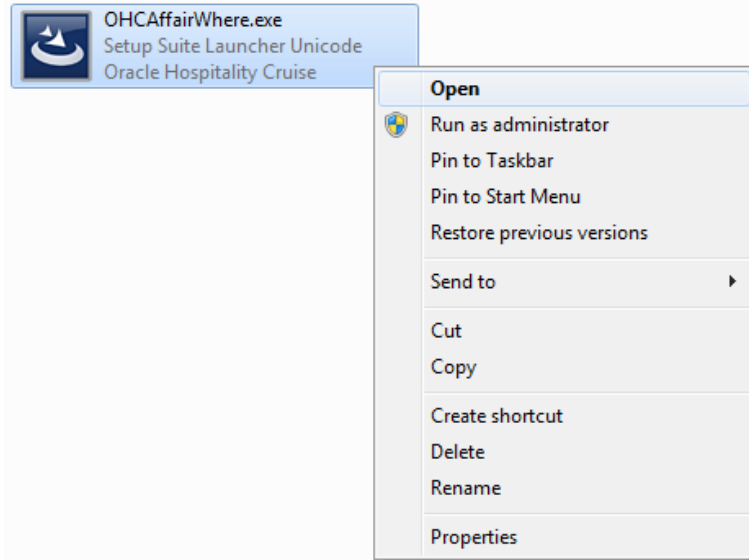 OHCAffairWhere.exe
Setup Suite Launcher Unicode
Oracle Hospitality Cruise
Open
Run as administrator
Pin to Taskbar
Pin to Start Menu
Restore previous versions
Send to
Cut
Copy
Create shortcut
Delete
Rename
Properties